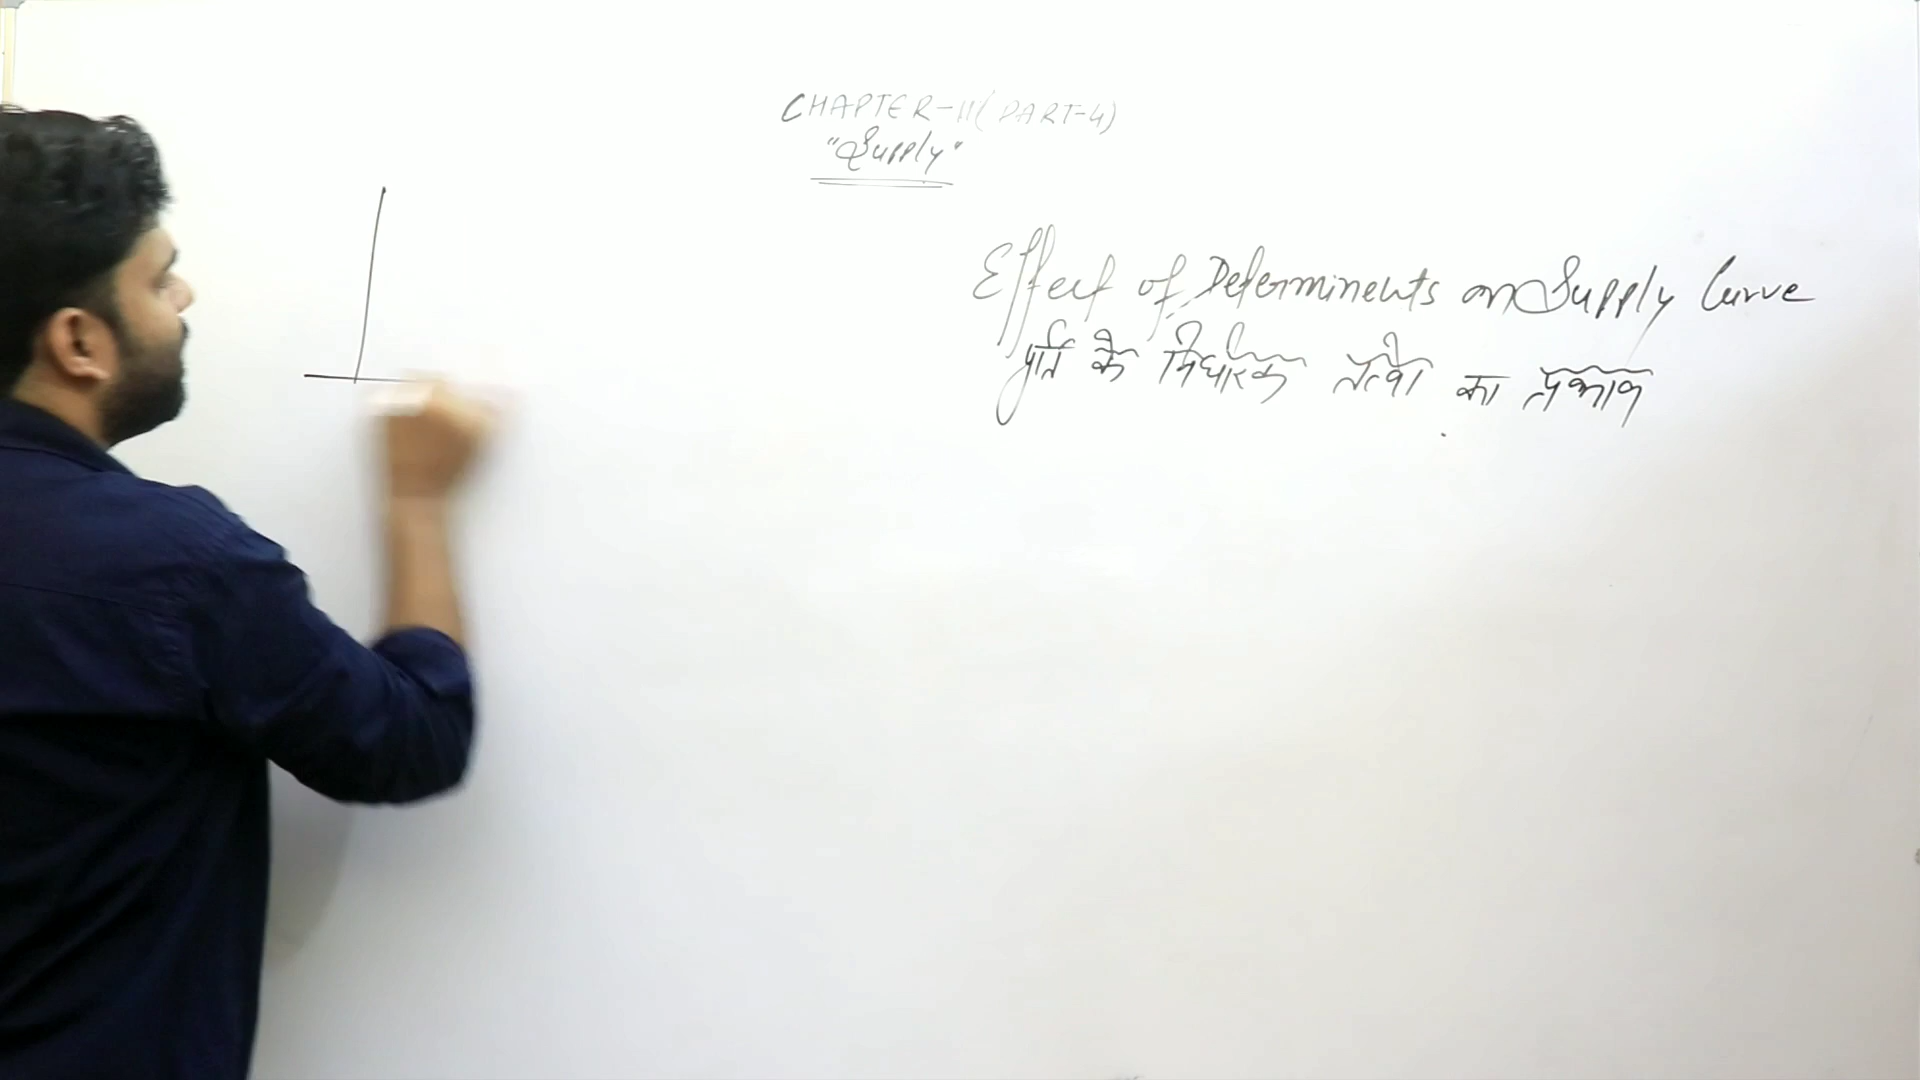 CHAPTER-11(PART-4)
"Supply"
Effect of Determinents on Supply Curve
पूर्ति के निर्धारक तत्वों का प्रभाव